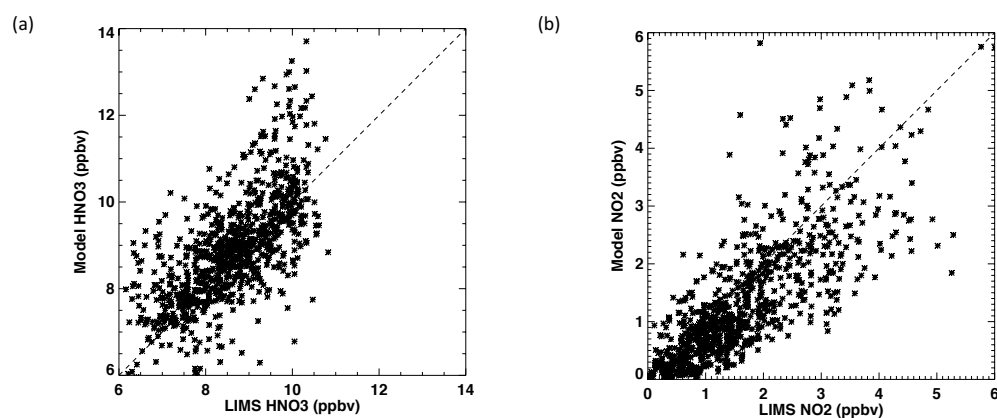 (a)
14
12
10
8
6
Model HNO3 (ppbv)
6 8 10 12 14
LIMS HNO3 (ppbv)
(b)
6
5
4
3
2
1
0
Model NO2 (ppbv)
0 1 2 3 4 5 6
LIMS NO2 (ppbv)